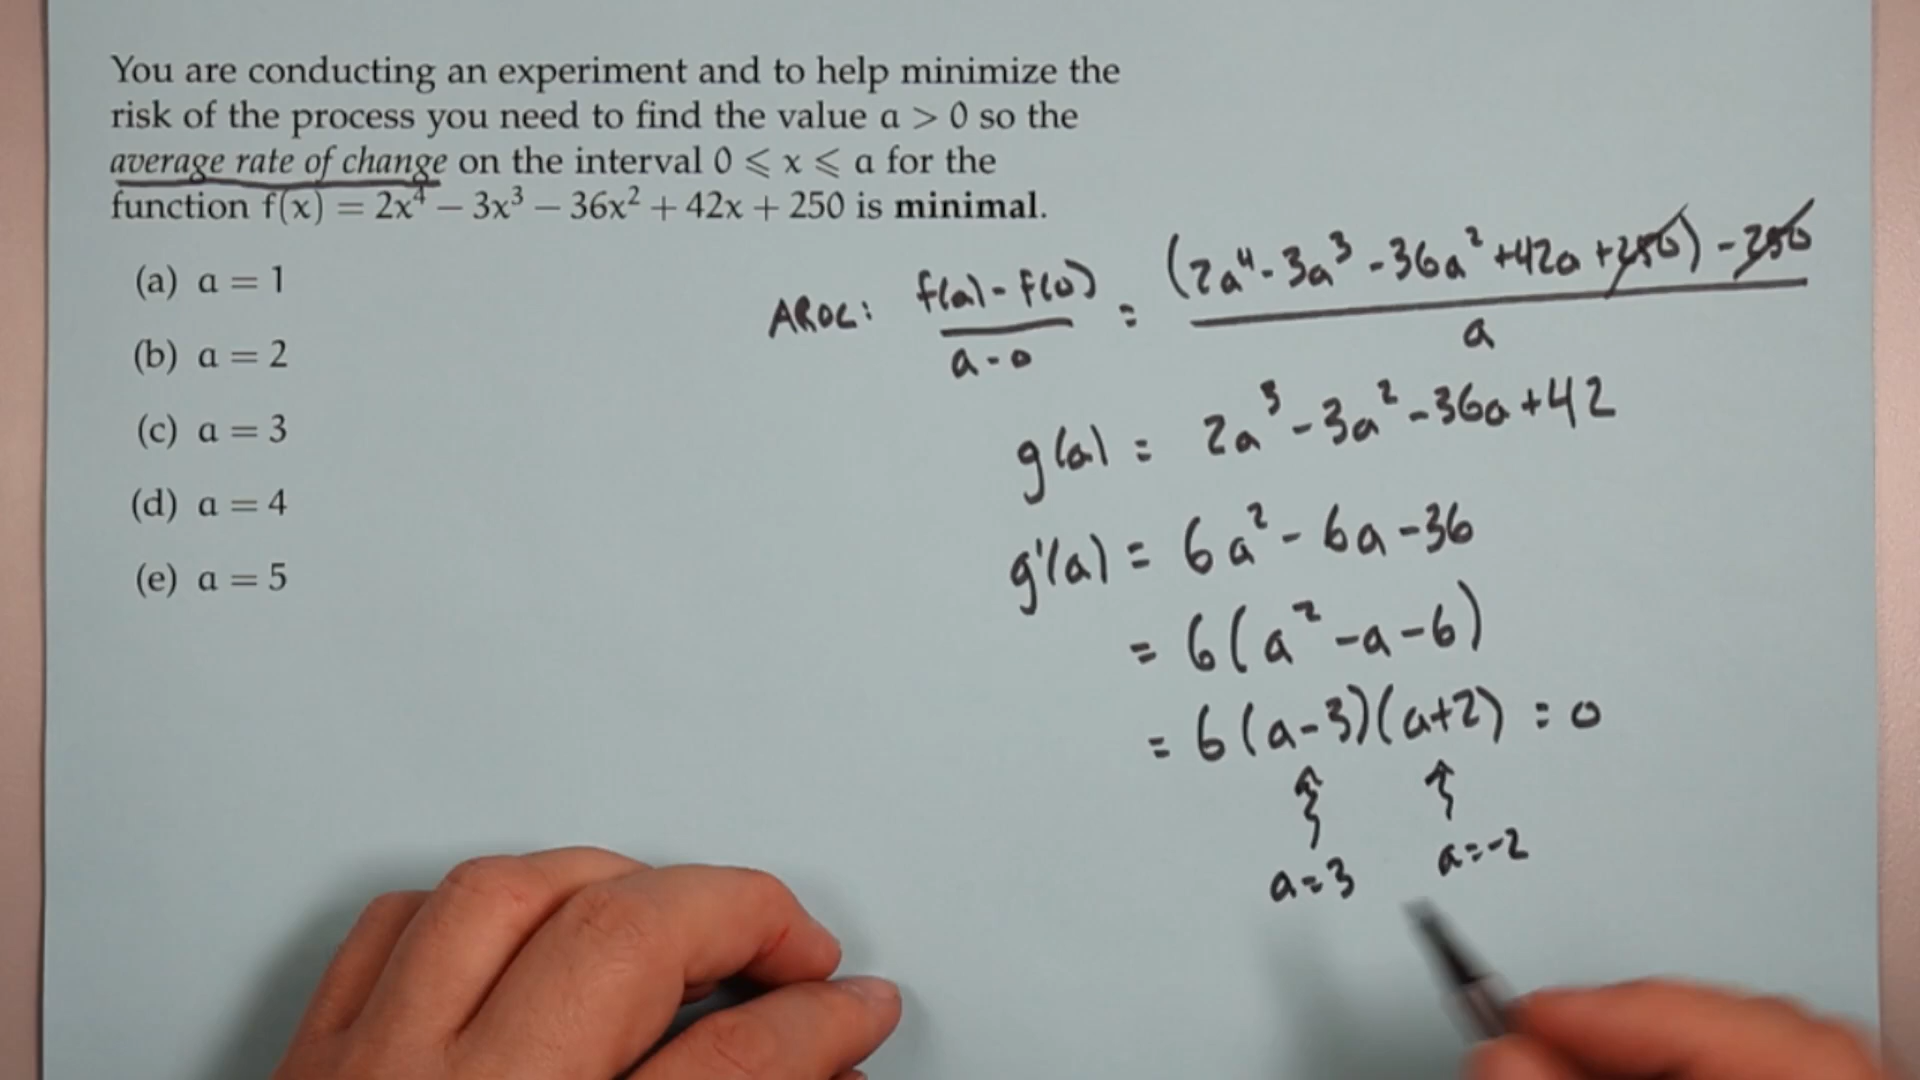 You are conducting an experiment and to help minimize the
risk of the process you need to find the value a > 0 so the
average rate of change on the interval 0 ⩽ x ⩽ a for the
function f(x) = 2x⁴ − 3x³ − 36x² + 42x + 250 is minimal.
(a) a = 1
(b) a = 2
(c) a = 3
(d) a = 4
(e) a = 5
AROC: (f(a) - f(0))/(a - 0) = ((2a⁴ - 3a³ - 36a² + 42a + 250) - 250)/a
g(a) = 2a³ - 3a² - 36a + 42
g'(a) = 6a² - 6a - 36
= 6(a² - a - 6)
= 6(a-3)(a+2) = 0
a=3 a=-2